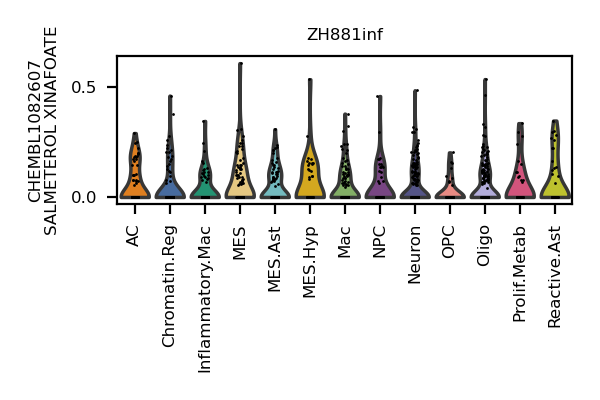 ZH881inf
CHEMBL1082607
SALMETEROL XINAFOATE
0.5
0.0
AC
Chromatin.Reg
Inflammatory.Mac
MES
MES.Ast
MES.Hyp
Mac
NPC
Neuron
OPC
Oligo
Prolif.Metab
Reactive.Ast